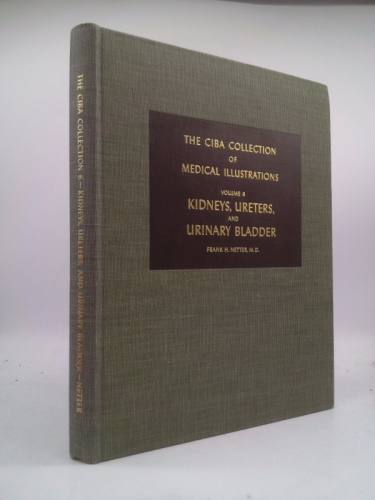 THE CIBA COLLECTION 6—KIDNEYS, URETERS, AND URINARY BLADDER—NETTER
THE CIBA COLLECTION
OF
MEDICAL ILLUSTRATIONS
VOLUME 6
KIDNEYS, URETERS,
AND
URINARY BLADDER
FRANK H. NETTER, M.D.